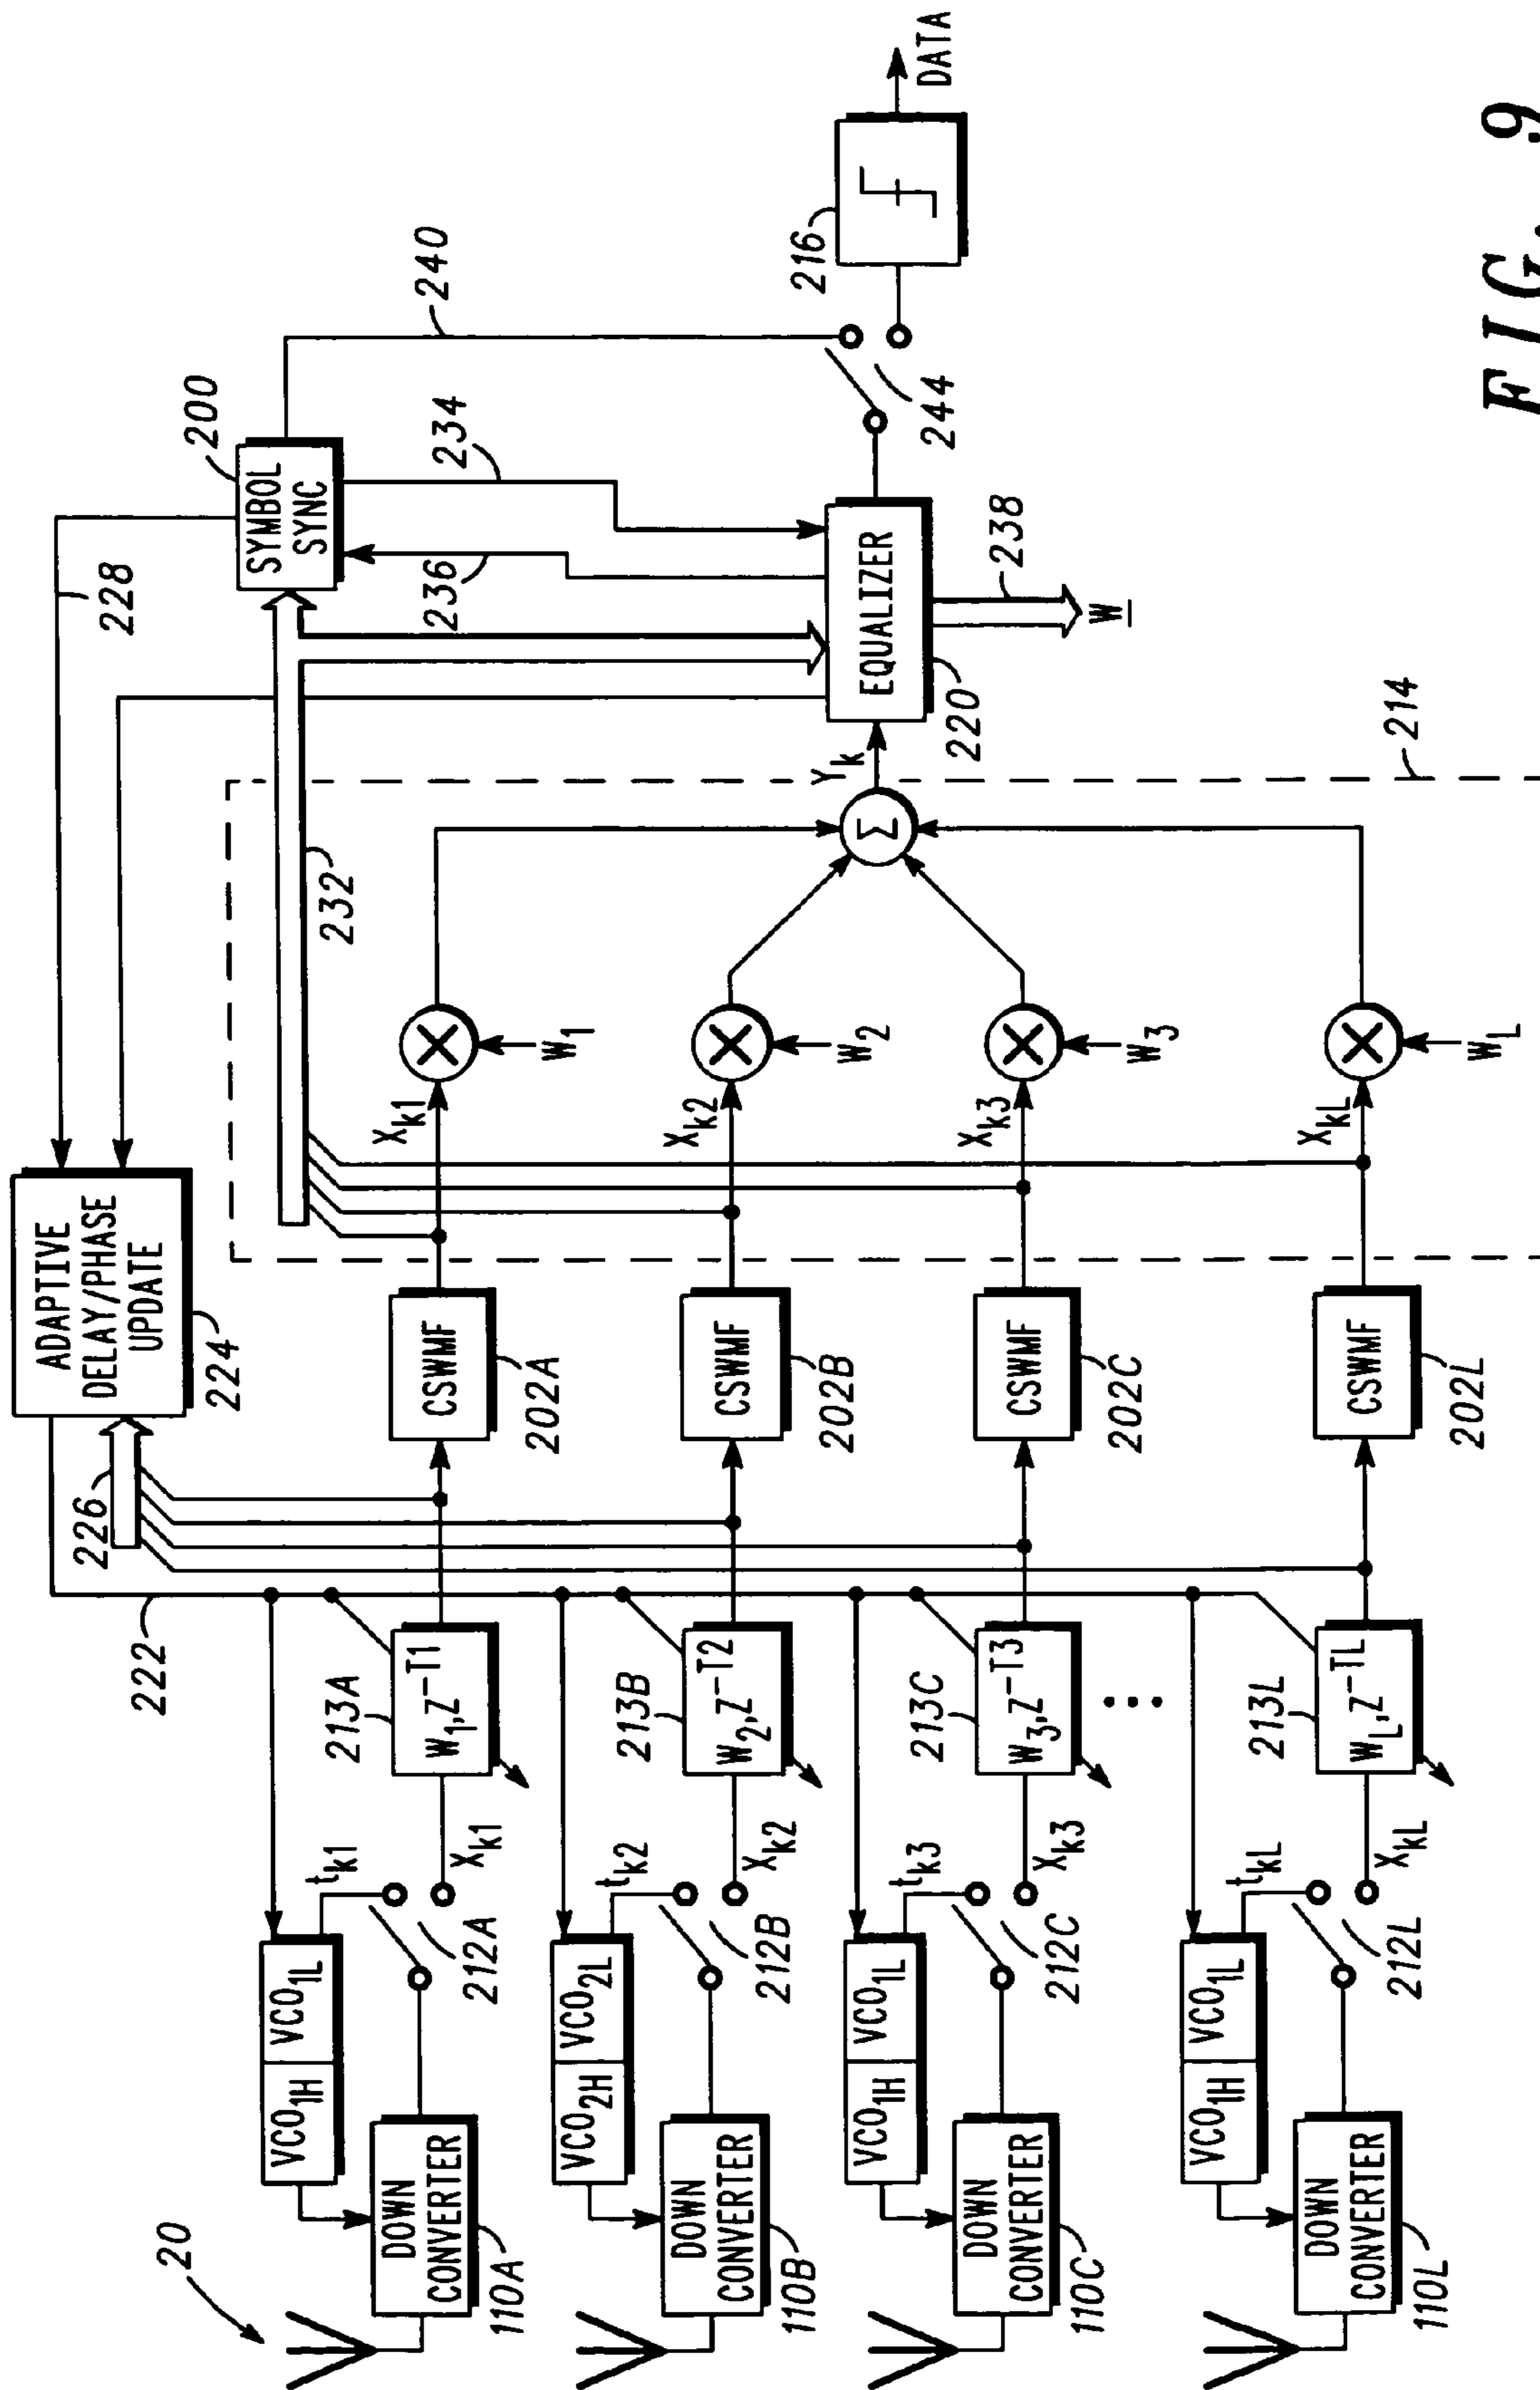 20
110A
DOWN
CONVERTER
VCO1H
VCO1L
tk1
212A
Xk1
213A
W1,Z-T1
222
226
ADAPTIVE
DELAY/PHASE
UPDATE
224
228
CSWMF
202A
Xk1
W1
232
SYMBOL
SYNC
200
240
234
236
110B
DOWN
CONVERTER
VCO2H
VCO2L
tk2
212B
Xk2
213B
W2,Z-T2
CSWMF
202B
Xk2
W2
Σ
Yk
EQUALIZER
220
238
W
244
216
DATA
110C
DOWN
CONVERTER
VCO1H
VCO1L
tk3
212C
Xk3
213C
W3,Z-T3
CSWMF
202C
Xk3
W3
110L
DOWN
CONVERTER
VCO1H
VCO1L
tkL
212L
XkL
213L
WL,Z-TL
CSWMF
202L
XkL
WL
214
FIG. 9